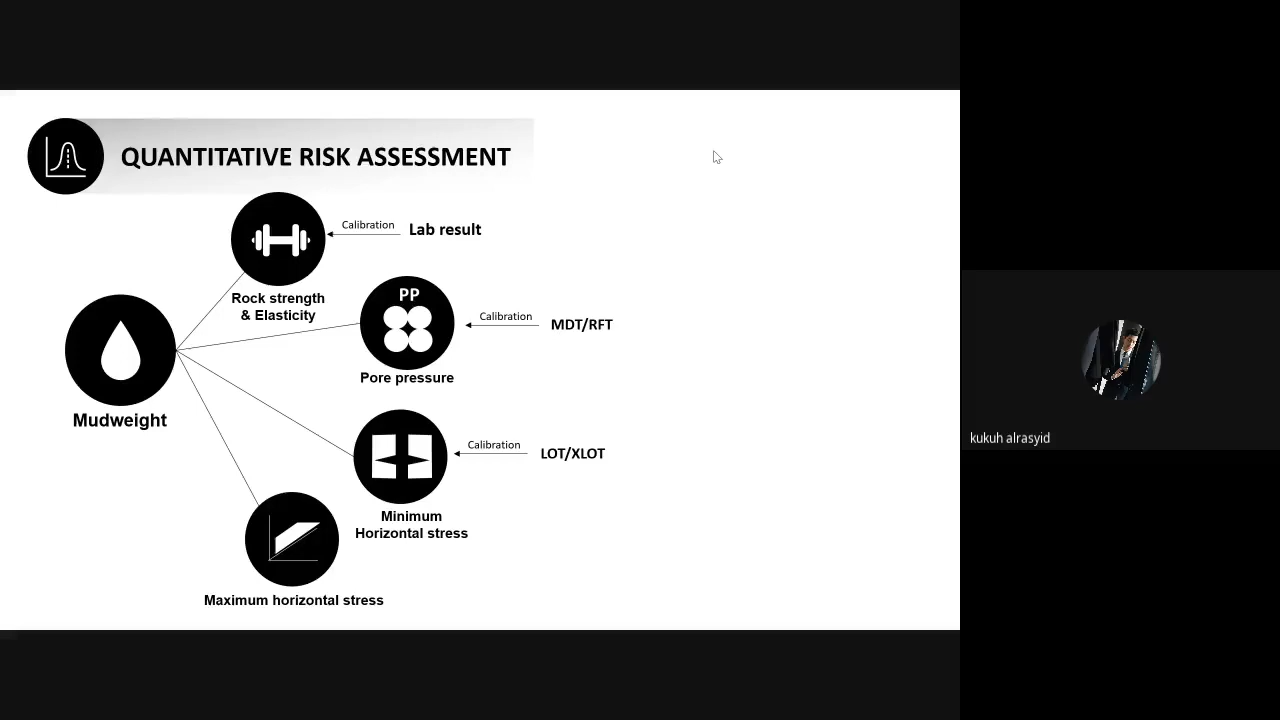 QUANTITATIVE RISK ASSESSMENT
Calibration
Lab result
Rock strength
& Elasticity
PP
Calibration
MDT/RFT
Pore pressure
Mudweight
Calibration
LOT/XLOT
Minimum
Horizontal stress
Maximum horizontal stress
kukuh alrasyid